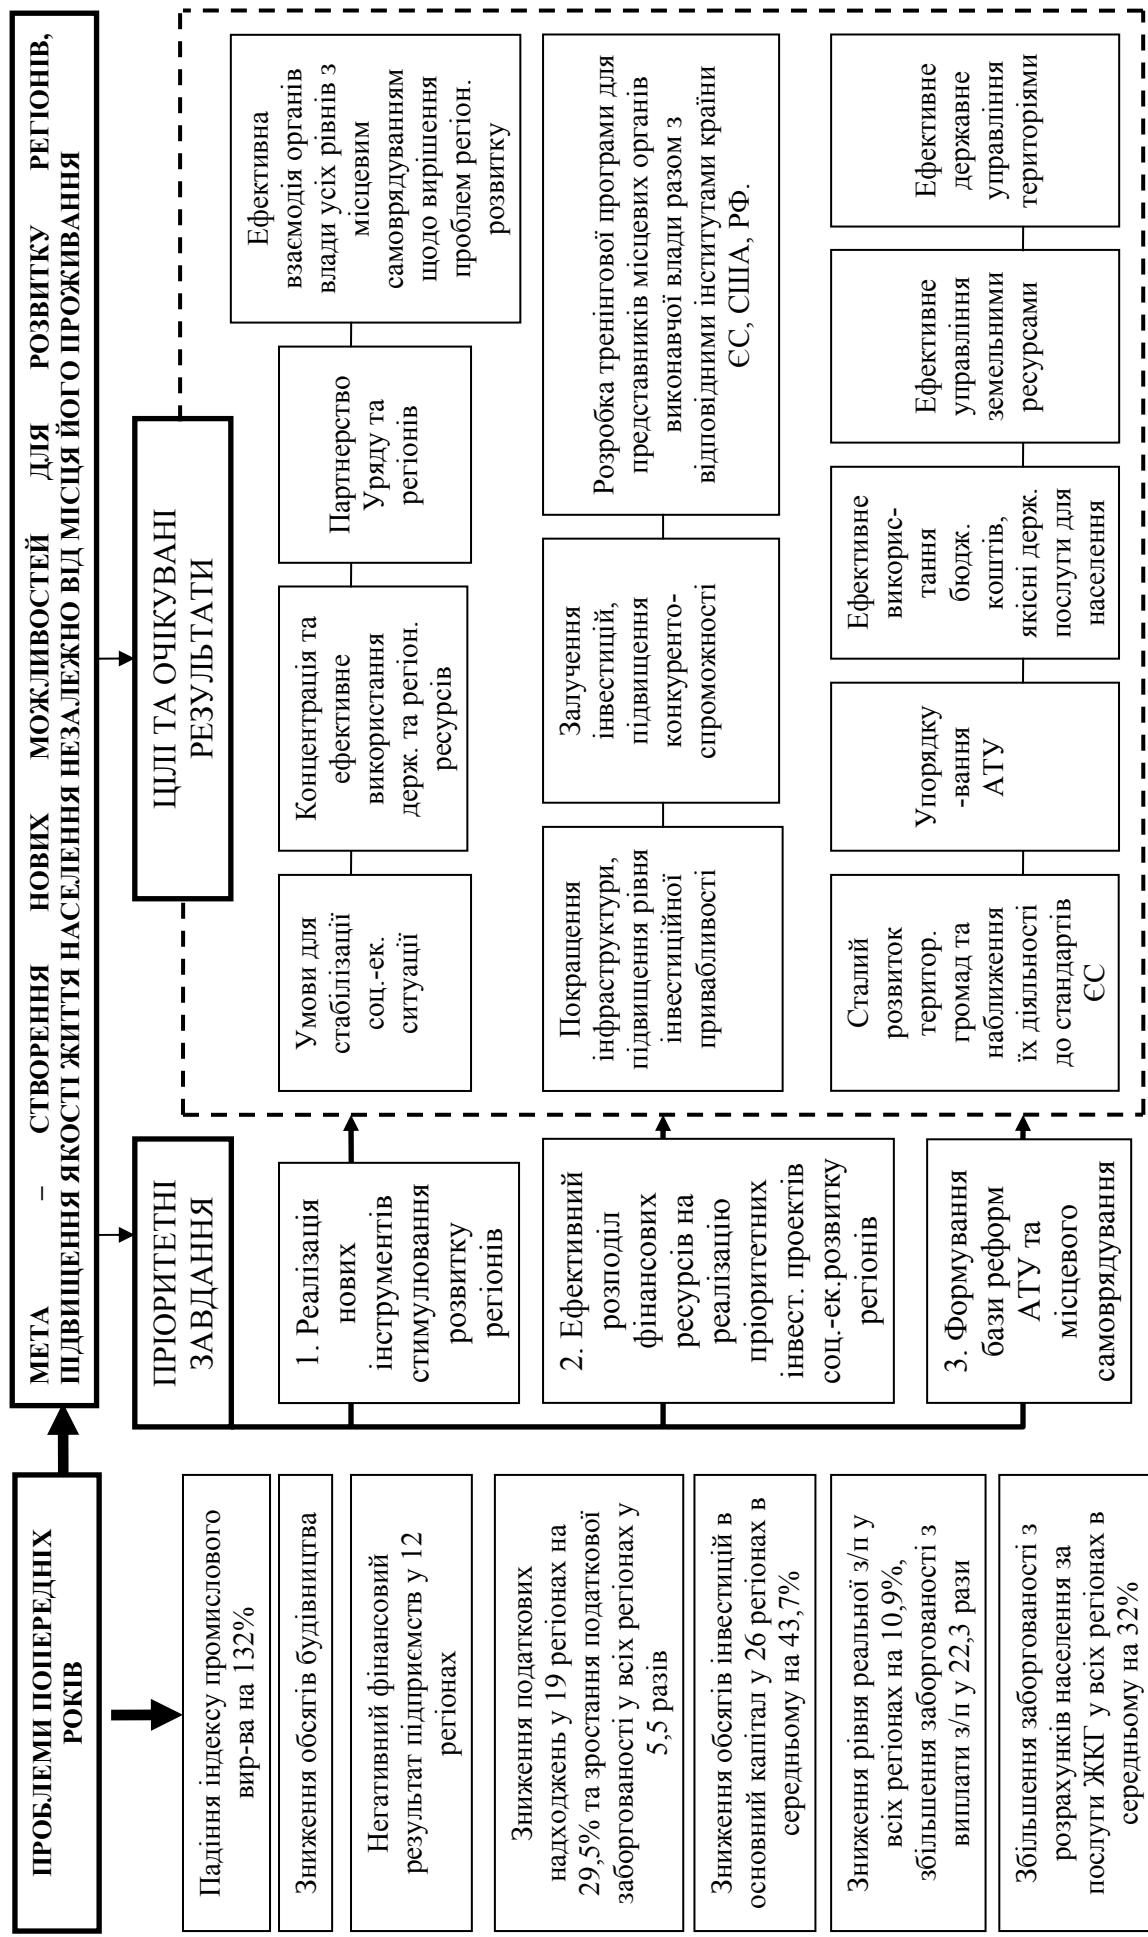 ПРОБЛЕМИ ПОПЕРЕДНІХ
РОКІВ
Падіння індексу промислового
вир-ва на 132%
Зниження обсягів будівництва
Негативний фінансовий
результат підприємств у 12
регіонах
Зниження податкових
надходжень у 19 регіонах на
29,5% та зростання податкової
заборгованості у всіх регіонах у
5,5 разів
Зниження обсягів інвестицій в
основний капітал у 26 регіонах в
середньому на 43,7%
Зниження рівня реальної з/п у
всіх регіонах на 10,9%,
збільшення заборгованості з
виплати з/п у 22,3 рази
Збільшення заборгованості з
розрахунків населення за
послуги ЖКГ у всіх регіонах в
середньому на 32%
МЕТА – СТВОРЕННЯ НОВИХ МОЖЛИВОСТЕЙ ДЛЯ РОЗВИТКУ РЕГІОНІВ,
ПІДВИЩЕННЯ ЯКОСТІ ЖИТТЯ НАСЕЛЕННЯ НЕЗАЛЕЖНО ВІД МІСЦЯ ЙОГО ПРОЖИВАННЯ
ПРІОРИТЕТНІ
ЗАВДАННЯ
1. Реалізація
нових
інструментів
стимулювання
розвитку
регіонів
2. Ефективний
розподіл
фінансових
ресурсів на
реалізацію
пріоритетних
інвест. проектів
соц.-ек.розвитку
регіонів
3. Формування
бази реформ
АТУ та
місцевого
самоврядування
ЦІЛІ ТА ОЧІКУВАНІ
РЕЗУЛЬТАТИ
Умови для
стабілізації
соц.-ек.
ситуації
Концентрація та
ефективне
використання
держ. та регіон.
ресурсів
Партнерство
Уряду та
регіонів
Ефективна
взаємодія органів
влади усіх рівнів з
місцевим
самоврядуванням
щодо вирішення
проблем регіон.
розвитку
Покращення
інфраструктури,
підвищення рівня
інвестиційної
привабливості
Залучення
інвестицій,
підвищення
конкуренто-
спроможності
Розробка тренінгової програми для
представників місцевих органів
виконавчої влади разом з
відповідними інститутами країни
ЄС, США, РФ.
Сталий
розвиток
територ.
громад та
наближення
їх діяльності
до стандартів
ЄС
Упорядку
-вання
АТУ
Ефективне
викорис-
тання
бюдж.
коштів,
якісні держ.
послуги для
населення
Ефективне
управління
земельними
ресурсами
Ефективне
державне
управління
територіями